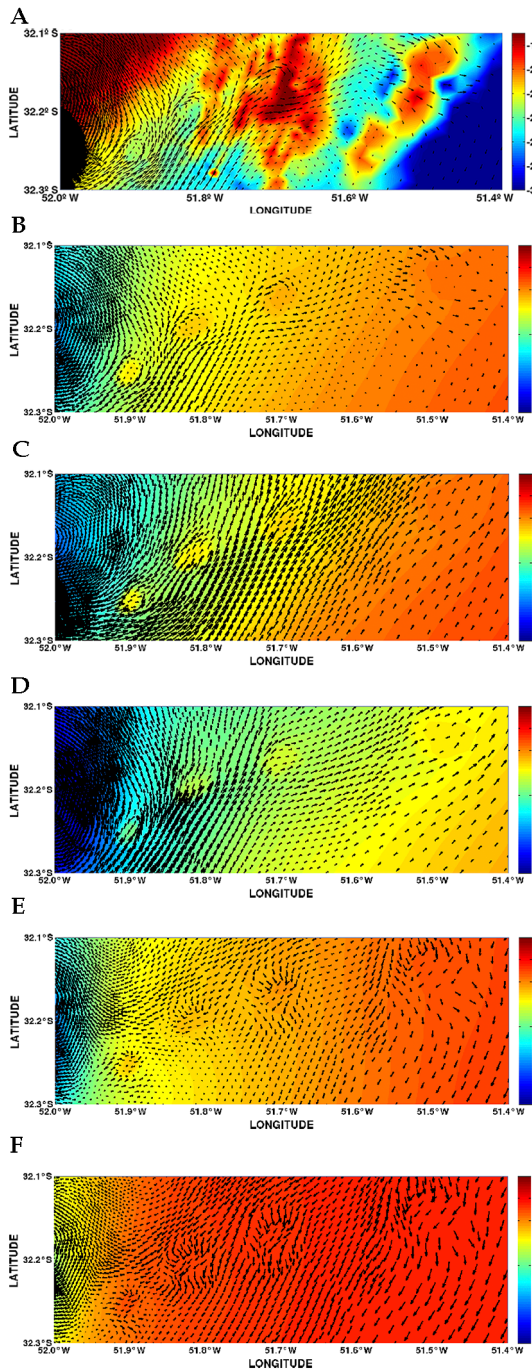 A
32.1° S
32.2° S
32.3° S
LATITUDE
52.0° W
51.8° W
51.6° W
51.4° W
LONGITUDE
B
32.1° S
32.2° S
32.3° S
LATITUDE
52.0° W
51.9° W
51.8° W
51.7° W
51.6° W
51.5° W
51.4° W
LONGITUDE
C
32.1° S
32.2° S
32.3° S
LATITUDE
52.0° W
51.9° W
51.8° W
51.7° W
51.6° W
51.5° W
51.4° W
LONGITUDE
D
32.1° S
32.2° S
32.3° S
LATITUDE
52.0° W
51.9° W
51.8° W
51.7° W
51.6° W
51.5° W
51.4° W
LONGITUDE
E
32.1° S
32.2° S
32.3° S
LATITUDE
52.0° W
51.9° W
51.8° W
51.7° W
51.6° W
51.5° W
51.4° W
LONGITUDE
F
32.1° S
32.2° S
32.3° S
LATITUDE
52.0° W
51.9° W
51.8° W
51.7° W
51.6° W
51.5° W
51.4° W
LONGITUDE